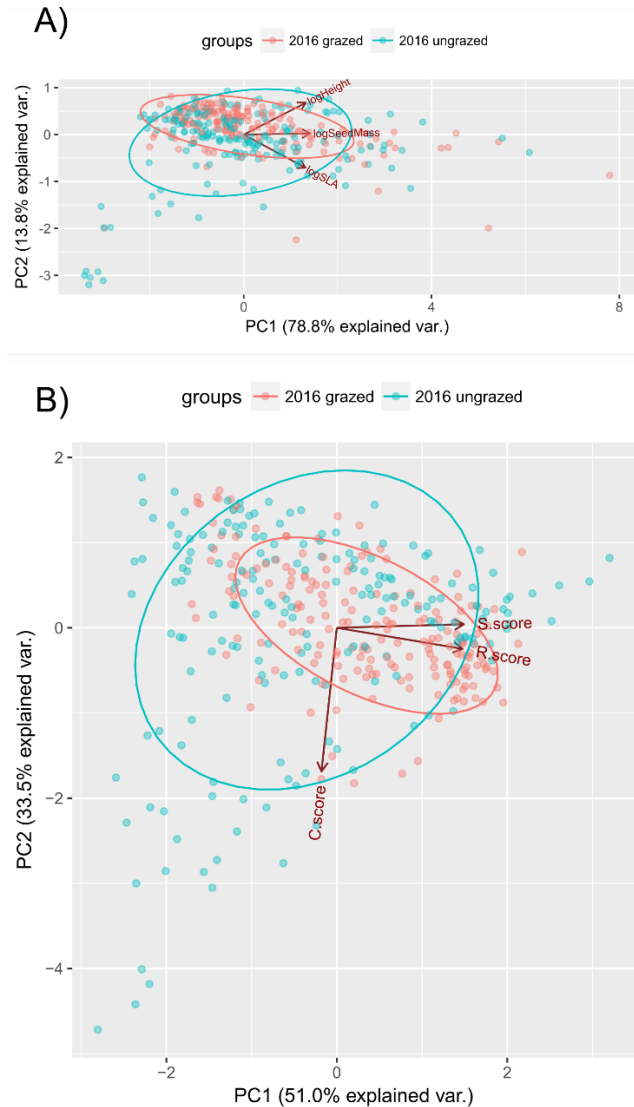 A)
groups 2016 grazed 2016 ungrazed
1
0
-1
-2
-3
PC2 (13.8% explained var.)
logHeight
logSeedMass
logSLA
0 4 8
PC1 (78.8% explained var.)
B)
groups 2016 grazed 2016 ungrazed
2
0
−2
−4
PC2 (33.5% explained var.)
S.score
R.score
C.score
−2 0 2
PC1 (51.0% explained var.)